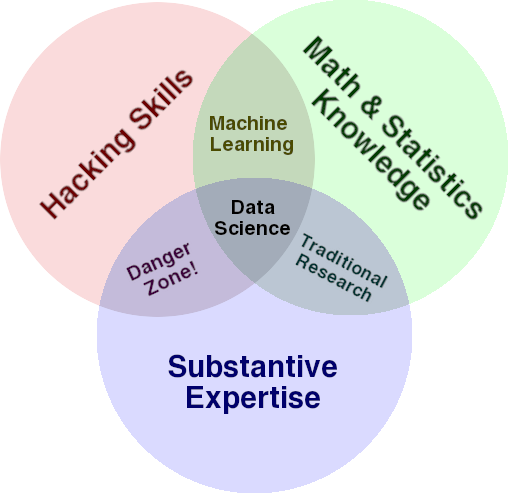 Hacking Skills
Math & Statistics
Knowledge
Machine
Learning
Data
Science
Danger
Zone!
Traditional
Research
Substantive
Expertise